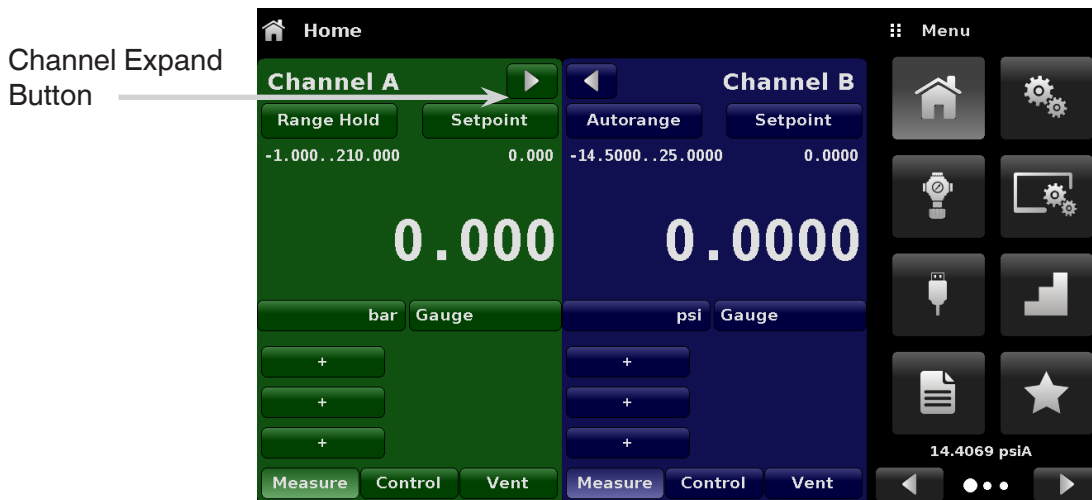 Channel Expand
Button
Home
Menu
Channel A
Channel B
Range Hold
Setpoint
Autorange
Setpoint
-1.000..210.000
0.000
-14.5000..25.0000
0.0000
0.000
0.0000
bar
Gauge
psi
Gauge
+
+
+
+
+
+
14.4069 psiA
Measure
Control
Vent
Measure
Control
Vent